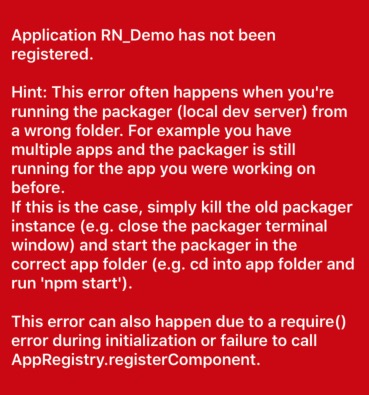 Application RN_Demo has not been
registered.
Hint: This error often happens when you're
running the packager (local dev server) from
a wrong folder. For example you have
multiple apps and the packager is still
running for the app you were working on
before.
If this is the case, simply kill the old packager
instance (e.g. close the packager terminal
window) and start the packager in the
correct app folder (e.g. cd into app folder and
run 'npm start').
This error can also happen due to a require()
error during initialization or failure to call
AppRegistry.registerComponent.